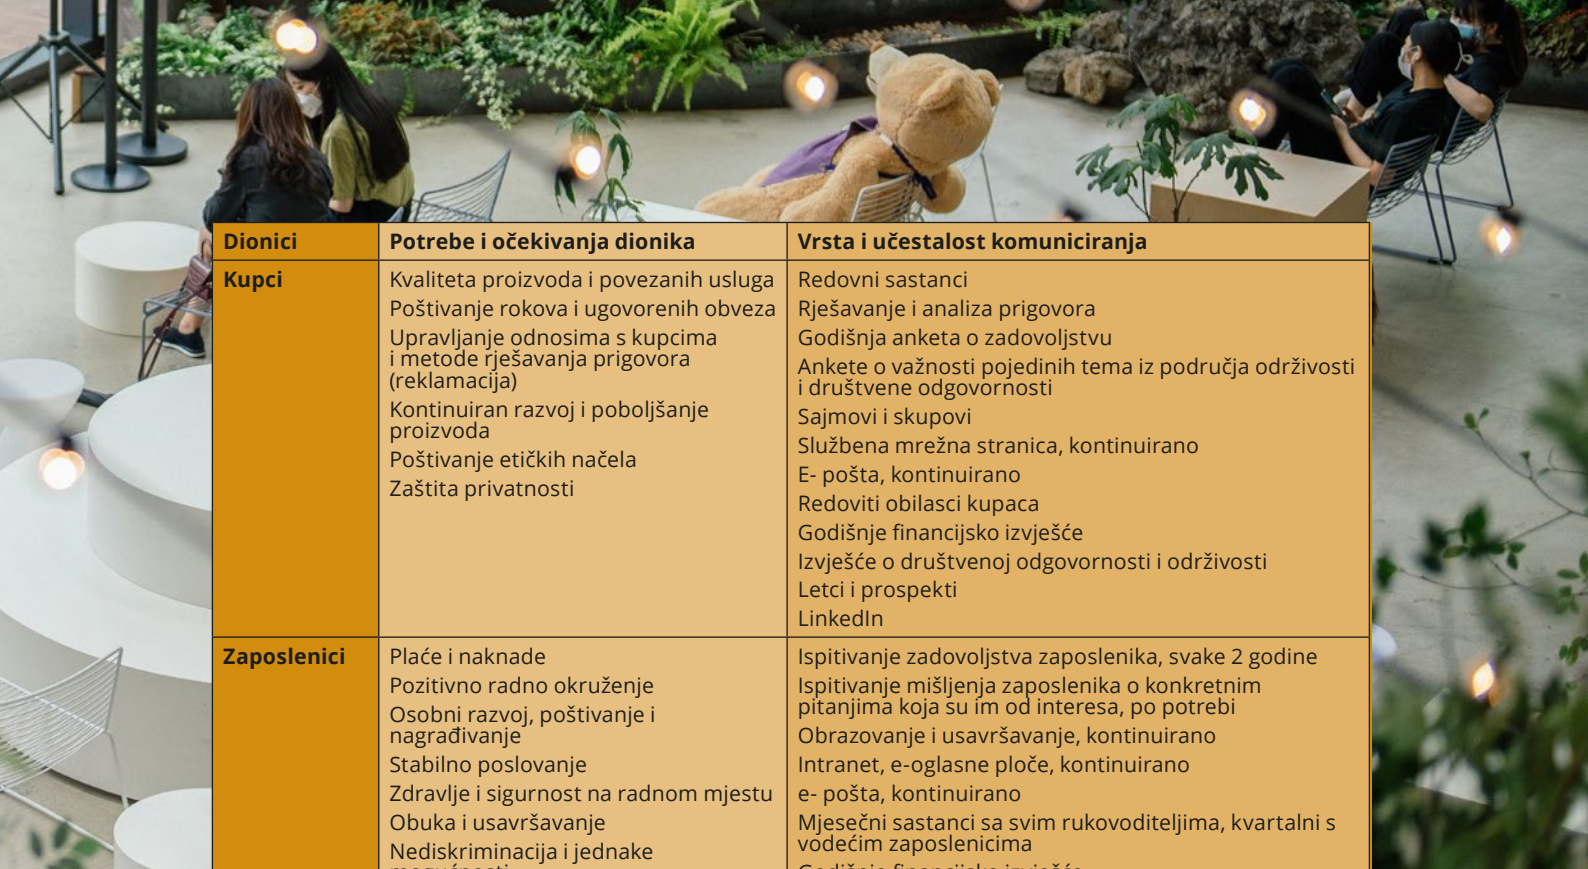 Dionici
Potrebe i očekivanja dionika
Vrsta i učestalost komuniciranja
Kupci
Kvaliteta proizvoda i povezanih usluga
Poštivanje rokova i ugovorenih obveza
Upravljanje odnosima s kupcima
i metode rješavanja prigovora
(reklamacija)
Kontinuiran razvoj i poboljšanje
proizvoda
Poštivanje etičkih načela
Zaštita privatnosti
Redovni sastanci
Rješavanje i analiza prigovora
Godišnja anketa o zadovoljstvu
Ankete o važnosti pojedinih tema iz područja održivosti
i društvene odgovornosti
Sajmovi i skupovi
Službena mrežna stranica, kontinuirano
E- pošta, kontinuirano
Redoviti obilasci kupaca
Godišnje financijsko izvješće
Izvješće o društvenoj odgovornosti i održivosti
Letci i prospekti
LinkedIn
Zaposlenici
Plaće i naknade
Pozitivno radno okruženje
Osobni razvoj, poštivanje i
nagrađivanje
Stabilno poslovanje
Zdravlje i sigurnost na radnom mjestu
Obuka i usavršavanje
Nediskriminacija i jednake
Ispitivanje zadovoljstva zaposlenika, svake 2 godine
Ispitivanje mišljenja zaposlenika o konkretnim
pitanjima koja su im od interesa, po potrebi
Obrazovanje i usavršavanje, kontinuirano
Intranet, e-oglasne ploče, kontinuirano
e- pošta, kontinuirano
Mjesečni sastanci sa svim rukovoditeljima, kvartalni s
vodećim zaposlenicima